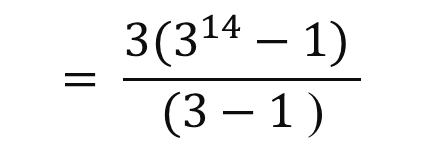 = 3(3^14 − 1) / (3 − 1 )